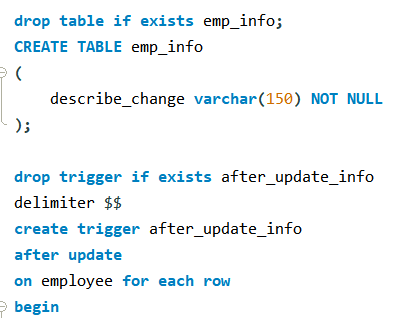 drop table if exists emp_info;
CREATE TABLE emp_info
(
describe_change varchar(150) NOT NULL
);
drop trigger if exists after_update_info
delimiter $$
create trigger after_update_info
after update
on employee for each row
begin